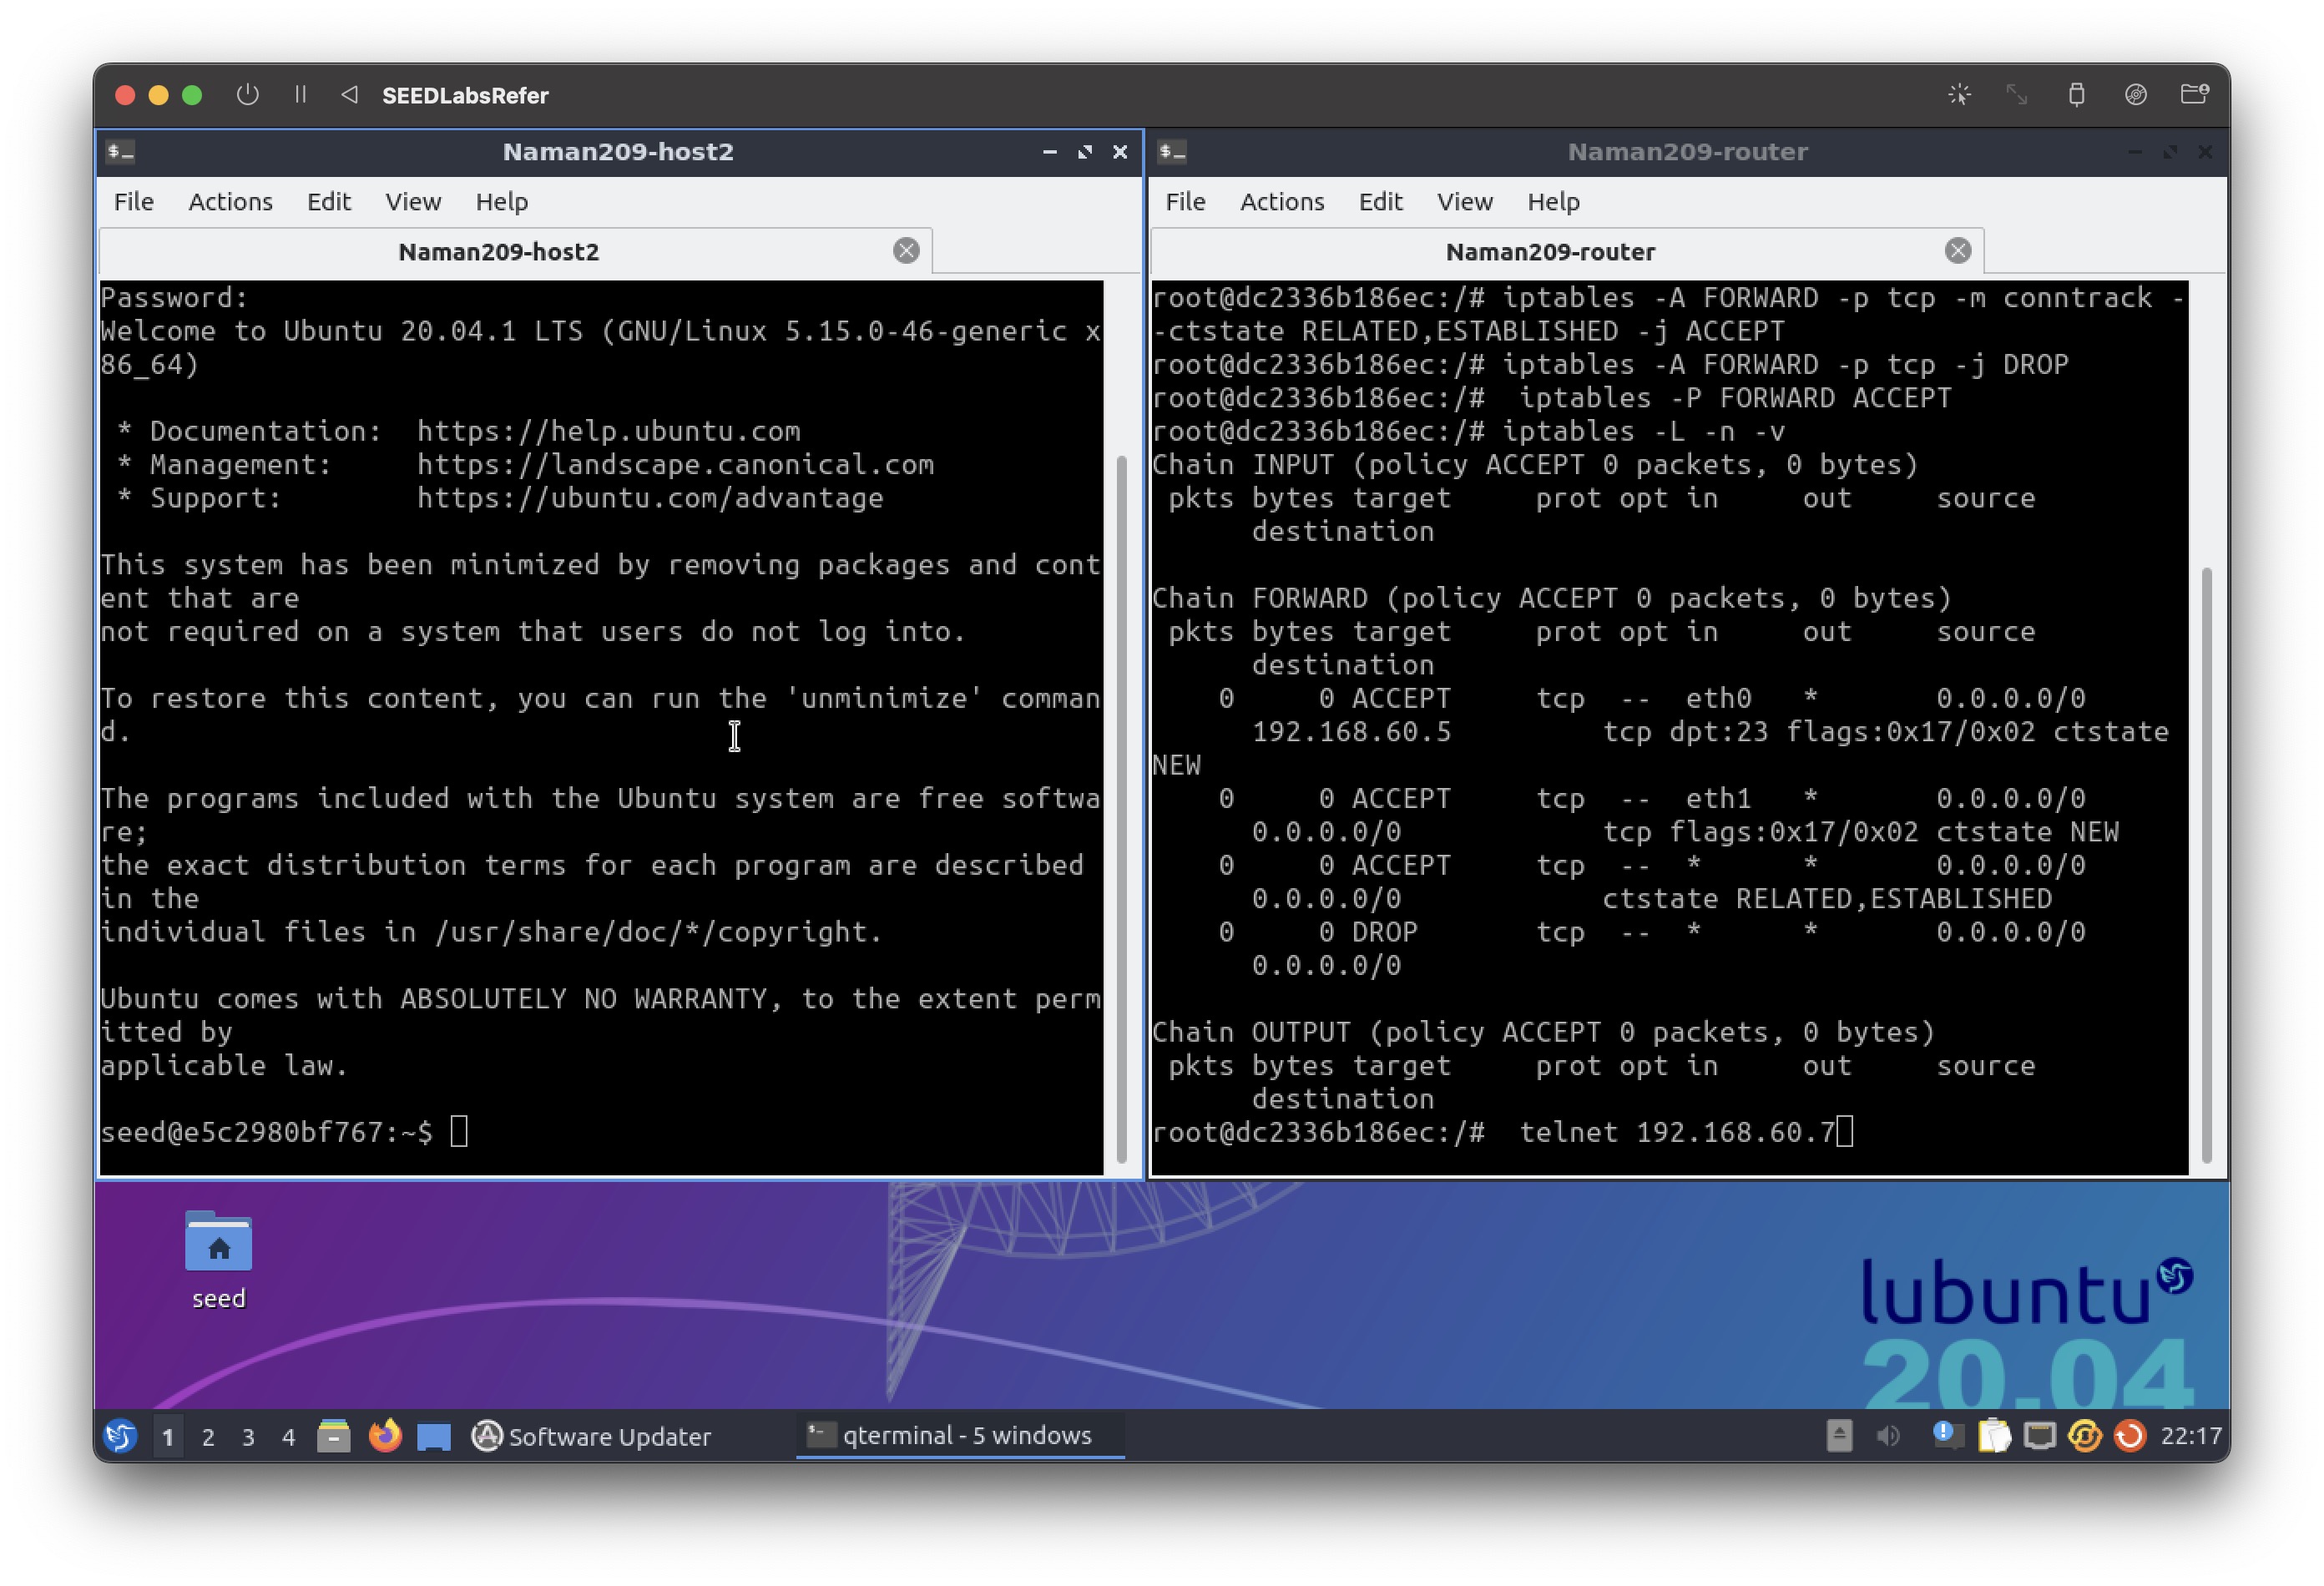 SEEDLabsRefer
Naman209-host2
File Actions Edit View Help
Naman209-host2
Password:
Welcome to Ubuntu 20.04.1 LTS (GNU/Linux 5.15.0-46-generic x
86_64)
* Documentation:  https://help.ubuntu.com
* Management:     https://landscape.canonical.com
* Support:        https://ubuntu.com/advantage
This system has been minimized by removing packages and cont
ent that are
not required on a system that users do not log into.
To restore this content, you can run the 'unminimize' comman
d.
The programs included with the Ubuntu system are free softwa
re;
the exact distribution terms for each program are described
in the
individual files in /usr/share/doc/*/copyright.
Ubuntu comes with ABSOLUTELY NO WARRANTY, to the extent perm
itted by
applicable law.
seed@e5c2980bf767:~$
Naman209-router
File Actions Edit View Help
Naman209-router
root@dc2336b186ec:/# iptables -A FORWARD -p tcp -m conntrack -
-ctstate RELATED,ESTABLISHED -j ACCEPT
root@dc2336b186ec:/# iptables -A FORWARD -p tcp -j DROP
root@dc2336b186ec:/#  iptables -P FORWARD ACCEPT
root@dc2336b186ec:/# iptables -L -n -v
Chain INPUT (policy ACCEPT 0 packets, 0 bytes)
pkts bytes target     prot opt in     out     source
destination
Chain FORWARD (policy ACCEPT 0 packets, 0 bytes)
pkts bytes target     prot opt in     out     source
destination
0     0 ACCEPT     tcp  --  eth0   *       0.0.0.0/0
192.168.60.5         tcp dpt:23 flags:0x17/0x02 ctstate
NEW
0     0 ACCEPT     tcp  --  eth1   *       0.0.0.0/0
0.0.0.0/0            tcp flags:0x17/0x02 ctstate NEW
0     0 ACCEPT     tcp  --  *      *       0.0.0.0/0
0.0.0.0/0            ctstate RELATED,ESTABLISHED
0     0 DROP       tcp  --  *      *       0.0.0.0/0
0.0.0.0/0
Chain OUTPUT (policy ACCEPT 0 packets, 0 bytes)
pkts bytes target     prot opt in     out     source
destination
root@dc2336b186ec:/#  telnet 192.168.60.7
seed
lubuntu
20.04
1 2 3 4 Software Updater qterminal - 5 windows 22:17